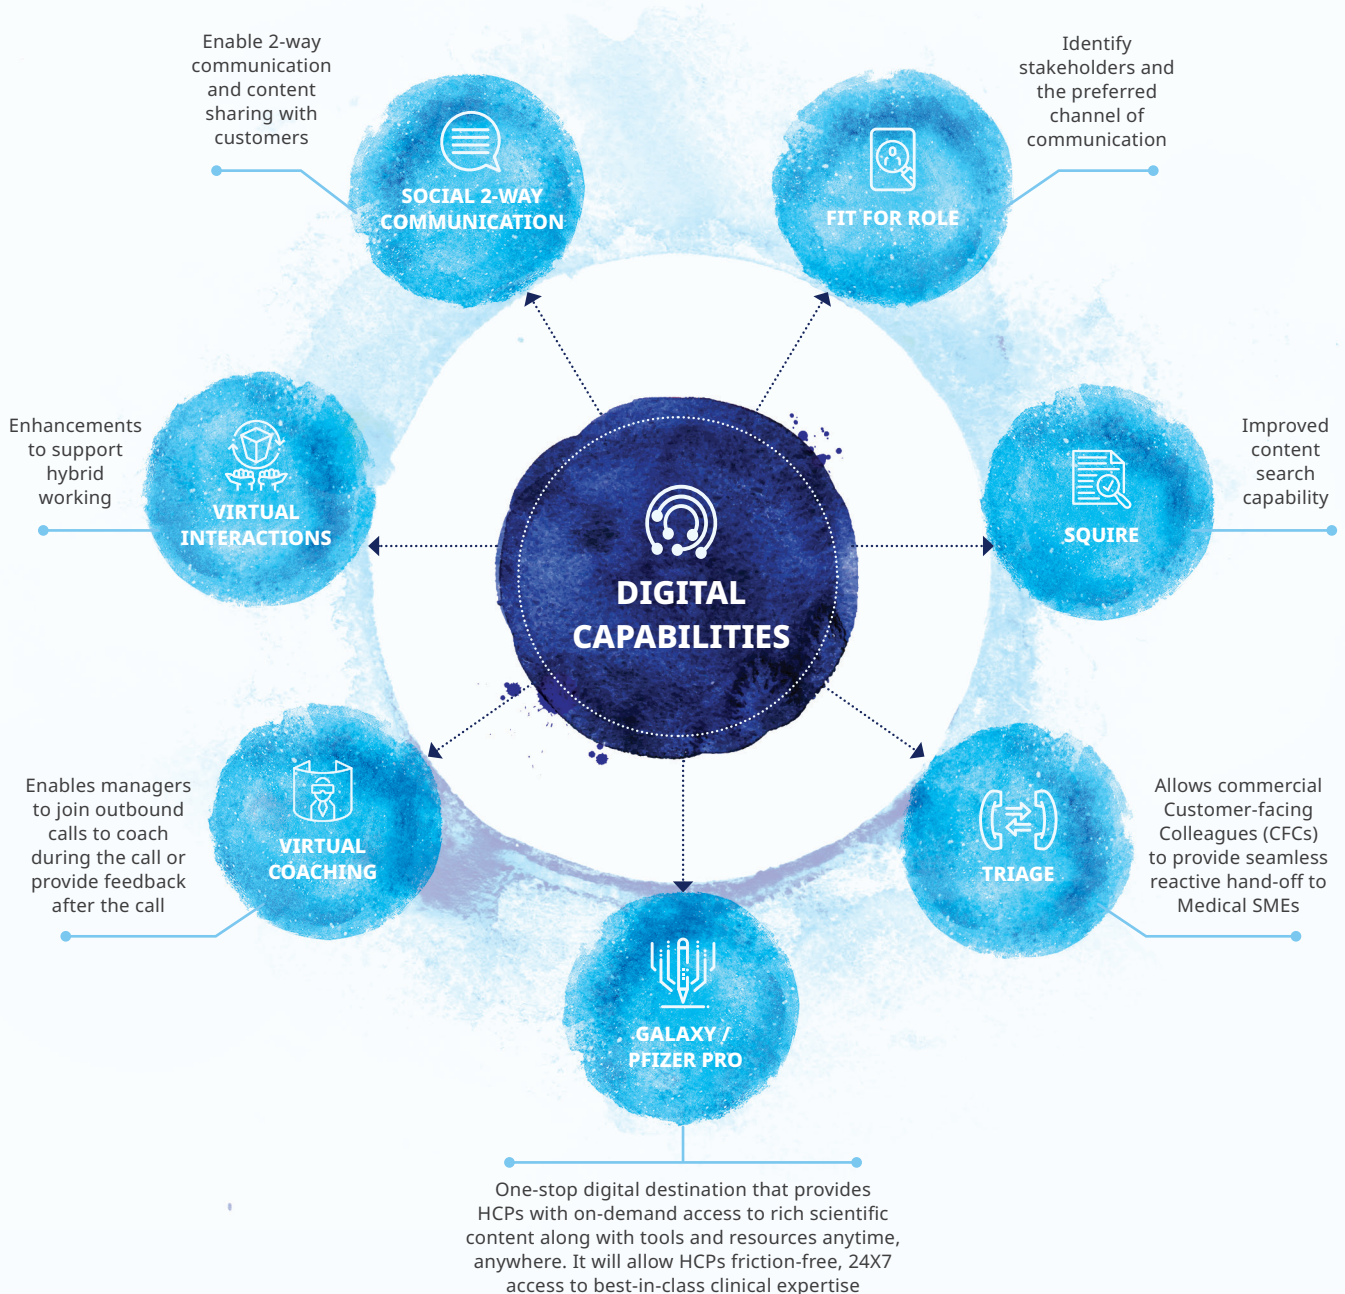 Enable 2-way
communication
and content
sharing with
customers
SOCIAL 2-WAY
COMMUNICATION
Identify
stakeholders and
the preferred
channel of
communication
FIT FOR ROLE
Enhancements
to support
hybrid
working
VIRTUAL
INTERACTIONS
DIGITAL
CAPABILITIES
SQUIRE
Improved
content
search
capability
Enables managers
to join outbound
calls to coach
during the call or
provide feedback
after the call
VIRTUAL
COACHING
TRIAGE
Allows commercial
Customer-facing
Colleagues (CFCs)
to provide seamless
reactive hand-off to
Medical SMEs
GALAXY /
PFIZER PRO
One-stop digital destination that provides
HCPs with on-demand access to rich scientific
content along with tools and resources anytime,
anywhere. It will allow HCPs friction-free, 24X7
access to best-in-class clinical expertise